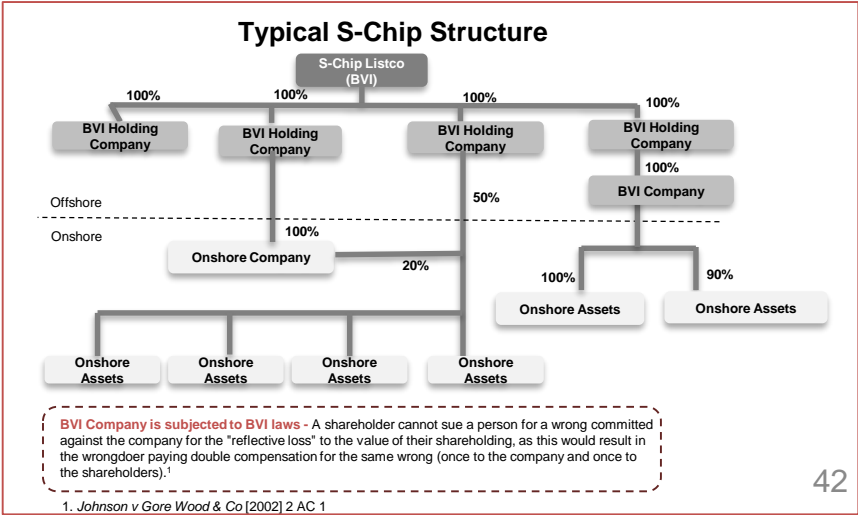 Typical S-Chip Structure
S-Chip Listco
(BVI)
100%
100%
100%
100%
BVI Holding
Company
BVI Holding
Company
BVI Holding
Company
BVI Holding
Company
100%
BVI Company
50%
Offshore
Onshore
100%
Onshore Company
20%
100%
90%
Onshore Assets
Onshore Assets
Onshore
Assets
Onshore
Assets
Onshore
Assets
Onshore
Assets
BVI Company is subjected to BVI laws - A shareholder cannot sue a person for a wrong committed
against the company for the "reflective loss" to the value of their shareholding, as this would result in
the wrongdoer paying double compensation for the same wrong (once to the company and once to
the shareholders).1
42
1. Johnson v Gore Wood & Co [2002] 2 AC 1